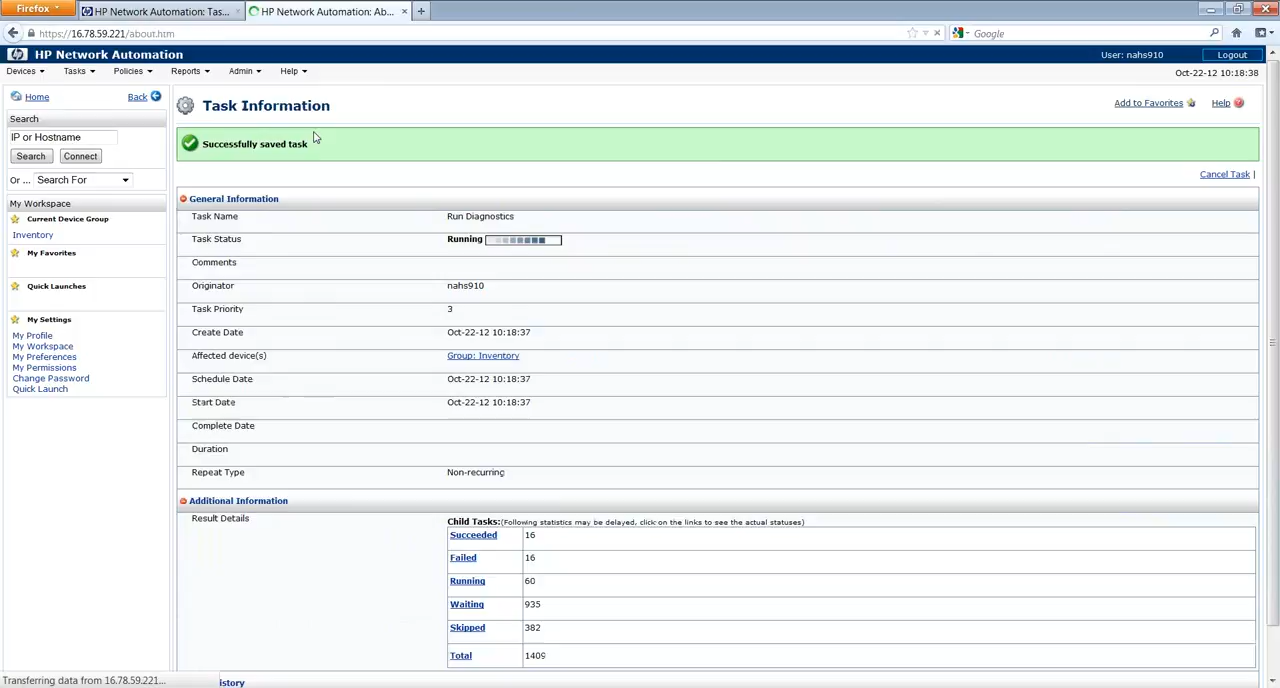 Firefox
HP Network Automation: Tas...
HP Network Automation: Ab...
https://16.78.59.221/about.htm
Google
hp HP Network Automation
User: nahs910
Logout
Devices Tasks Policies Reports Admin Help
Oct-22-12 10:18:38
Home
Back
Search
IP or Hostname
Search
Connect
Or ... Search For
My Workspace
Current Device Group
Inventory
My Favorites
Quick Launches
My Settings
My Profile
My Workspace
My Preferences
My Permissions
Change Password
Quick Launch
Task Information
Add to Favorites
Help
Successfully saved task
Cancel Task |
General Information
Task Name Run Diagnostics
Task Status Running
Comments
Originator nahs910
Task Priority 3
Create Date Oct-22-12 10:18:37
Affected device(s) Group: Inventory
Schedule Date Oct-22-12 10:18:37
Start Date Oct-22-12 10:18:37
Complete Date
Duration
Repeat Type Non-recurring
Additional Information
Result Details
Child Tasks:(Following statistics may be delayed, click on the links to see the actual statuses)
Succeeded 16
Failed 16
Running 60
Waiting 935
Skipped 382
Total 1409
istory
Transferring data from 16.78.59.221...